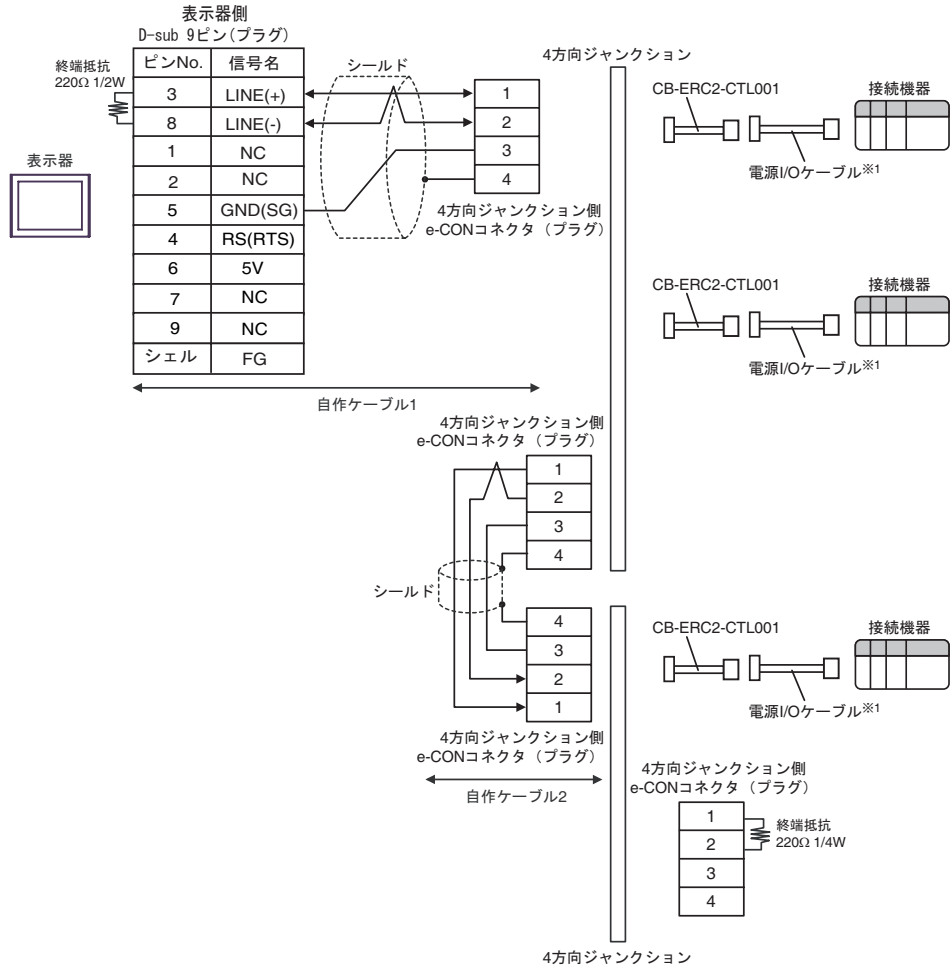 表示器側
D-sub 9ピン(プラグ)
4方向ジャンクション
終端抵抗
220Ω 1/2W
ピンNo. 信号名
3 LINE(+)
8 LINE(-)
1 NC
2 NC
5 GND(SG)
4 RS(RTS)
6 5V
7 NC
9 NC
シェル FG
表示器
シールド
1
2
3
4
4方向ジャンクション側
e-CONコネクタ（プラグ）
自作ケーブル1
CB-ERC2-CTL001
接続機器
電源I/Oケーブル※1
CB-ERC2-CTL001
接続機器
電源I/Oケーブル※1
4方向ジャンクション側
e-CONコネクタ（プラグ）
1
2
3
4
シールド
4
3
2
1
4方向ジャンクション側
e-CONコネクタ（プラグ）
自作ケーブル2
CB-ERC2-CTL001
接続機器
電源I/Oケーブル※1
4方向ジャンクション側
e-CONコネクタ（プラグ）
1
2
3
4
終端抵抗
220Ω 1/4W
4方向ジャンクション